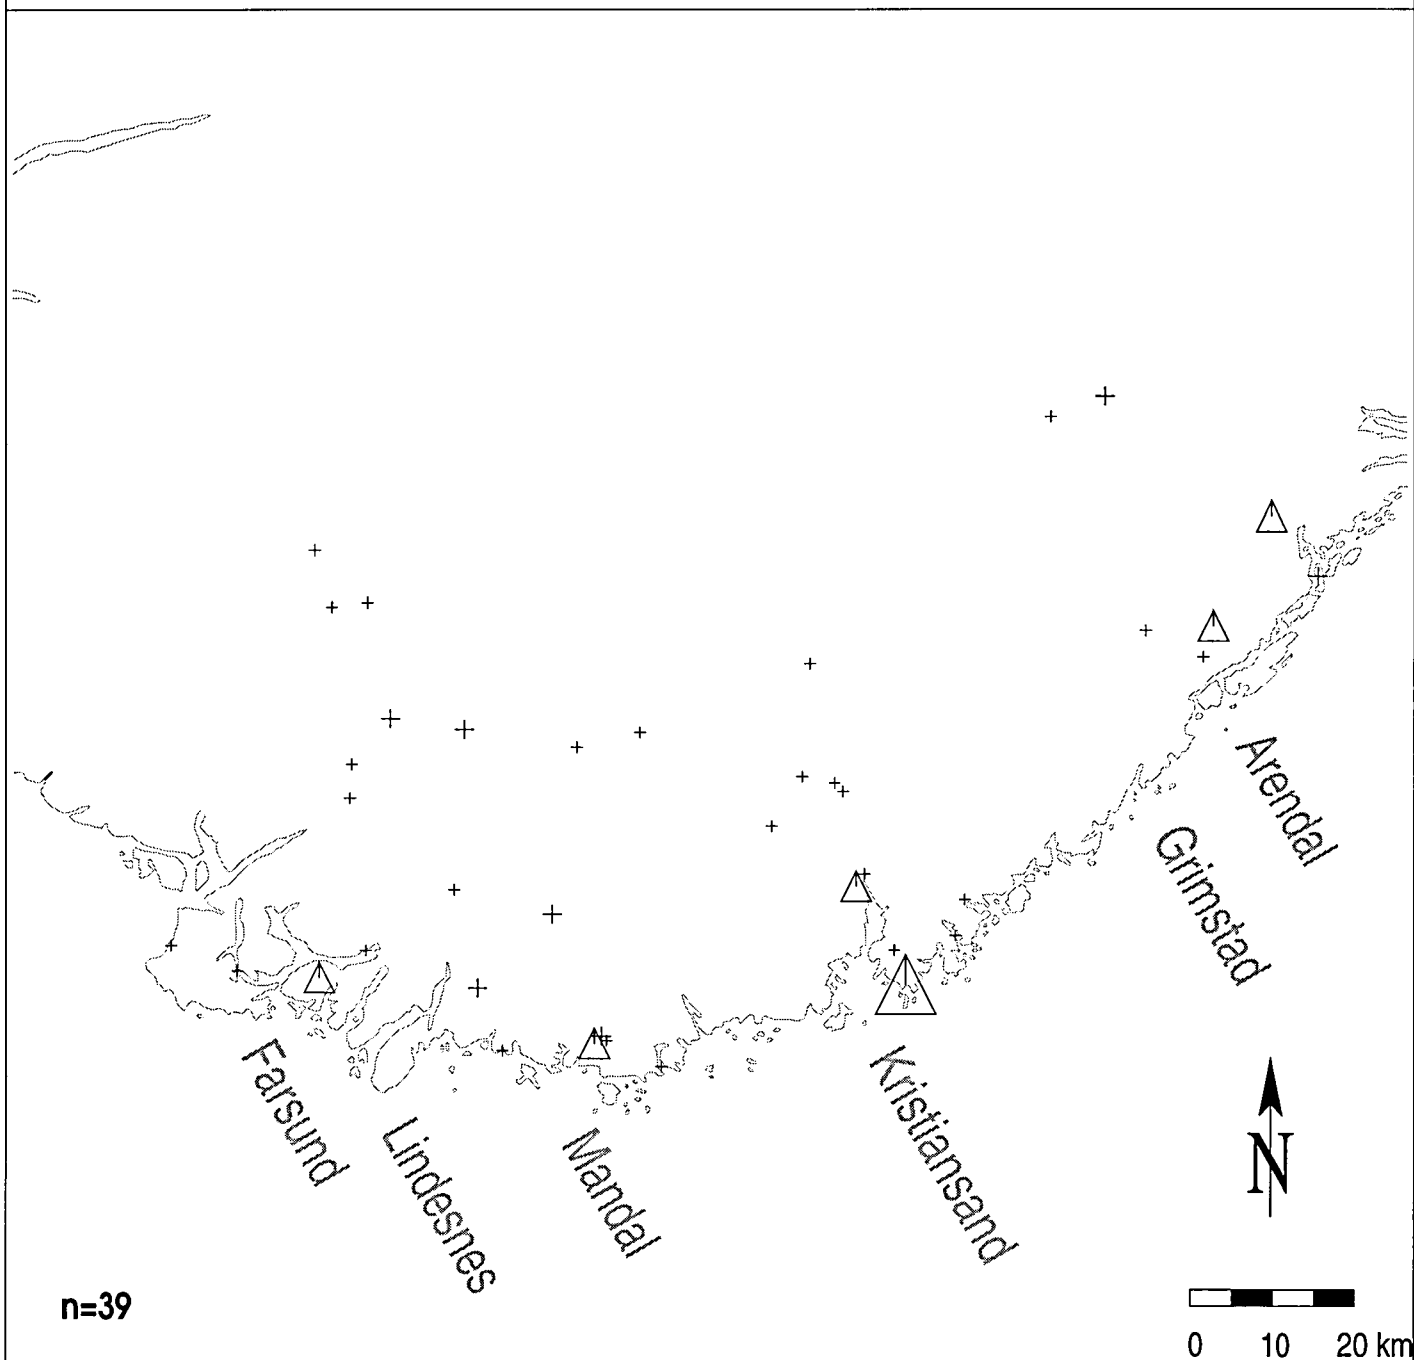 Arendal
Grimstad
Kristiansand
Farsund
Lindesnes
Mandal
N
n=39
0 10 20 km